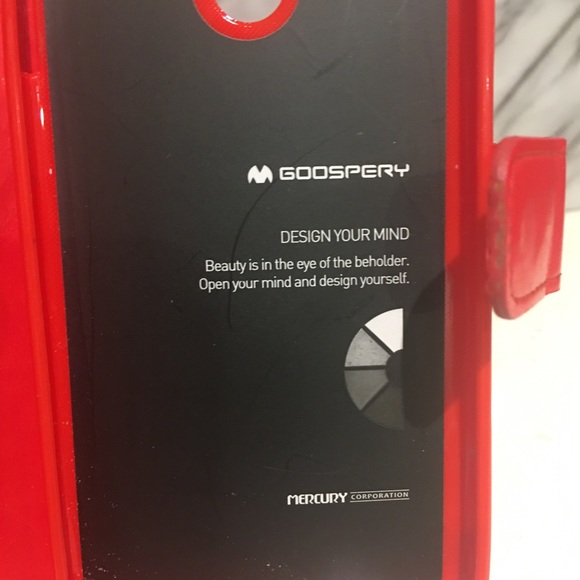 GOOSPERY
DESIGN YOUR MIND
Beauty is in the eye of the beholder.
Open your mind and design yourself.
MERCURY CORPORATION